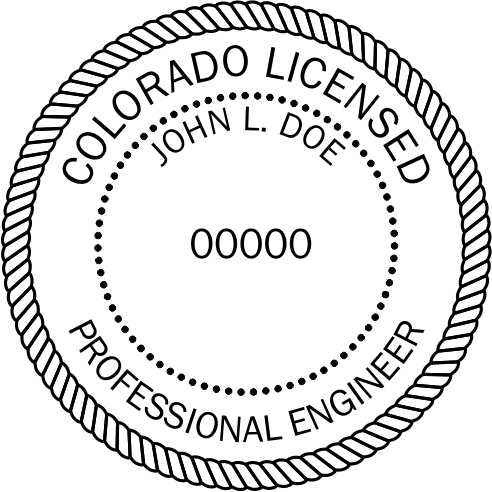 COLORADO LICENSED
JOHN L. DOE
00000
PROFESSIONAL ENGINEER